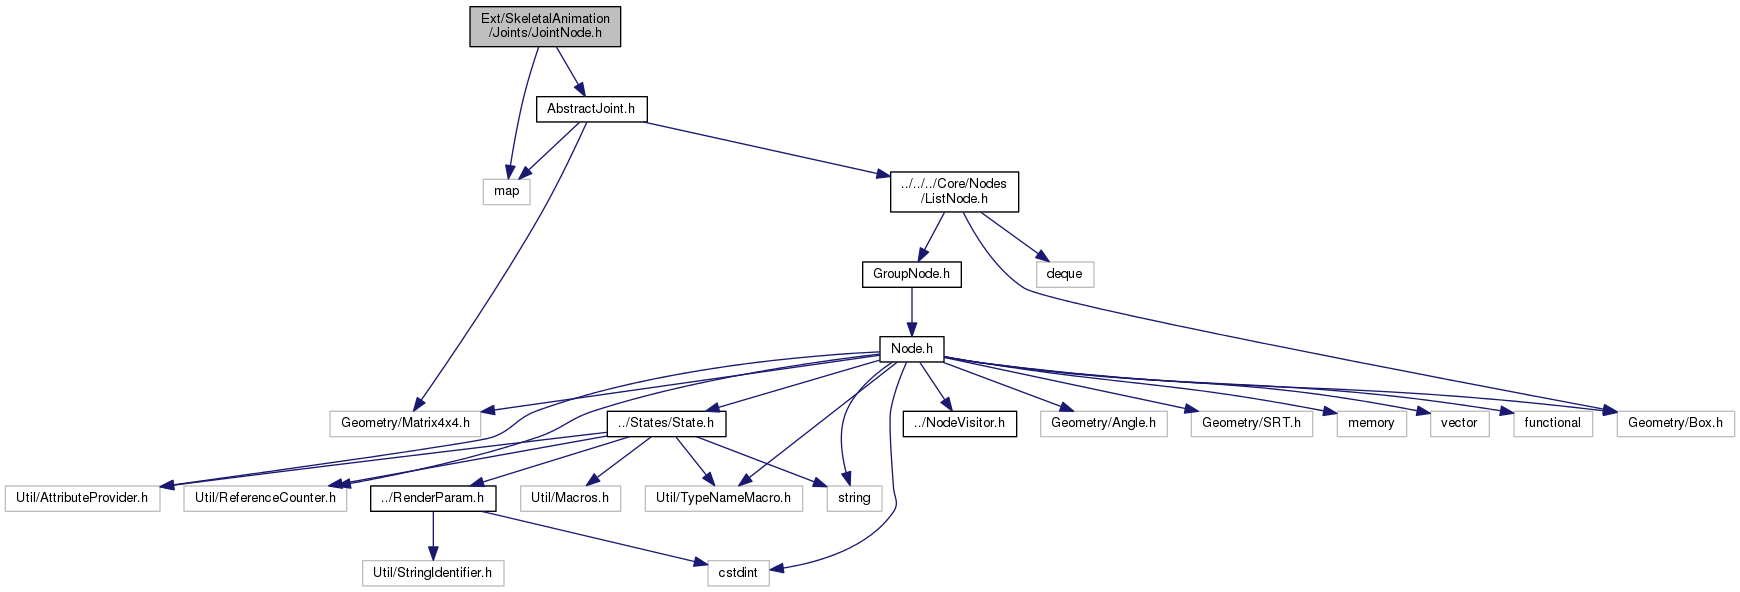 Ext/SkeletalAnimation
/Joints/JointNode.h
AbstractJoint.h
map
../../../Core/Nodes
/ListNode.h
GroupNode.h
deque
Node.h
Geometry/Matrix4x4.h
../States/State.h
../NodeVisitor.h
Geometry/Angle.h
Geometry/SRT.h
memory
vector
functional
Geometry/Box.h
Util/AttributeProvider.h
Util/ReferenceCounter.h
../RenderParam.h
Util/Macros.h
Util/TypeNameMacro.h
string
Util/StringIdentifier.h
cstdint